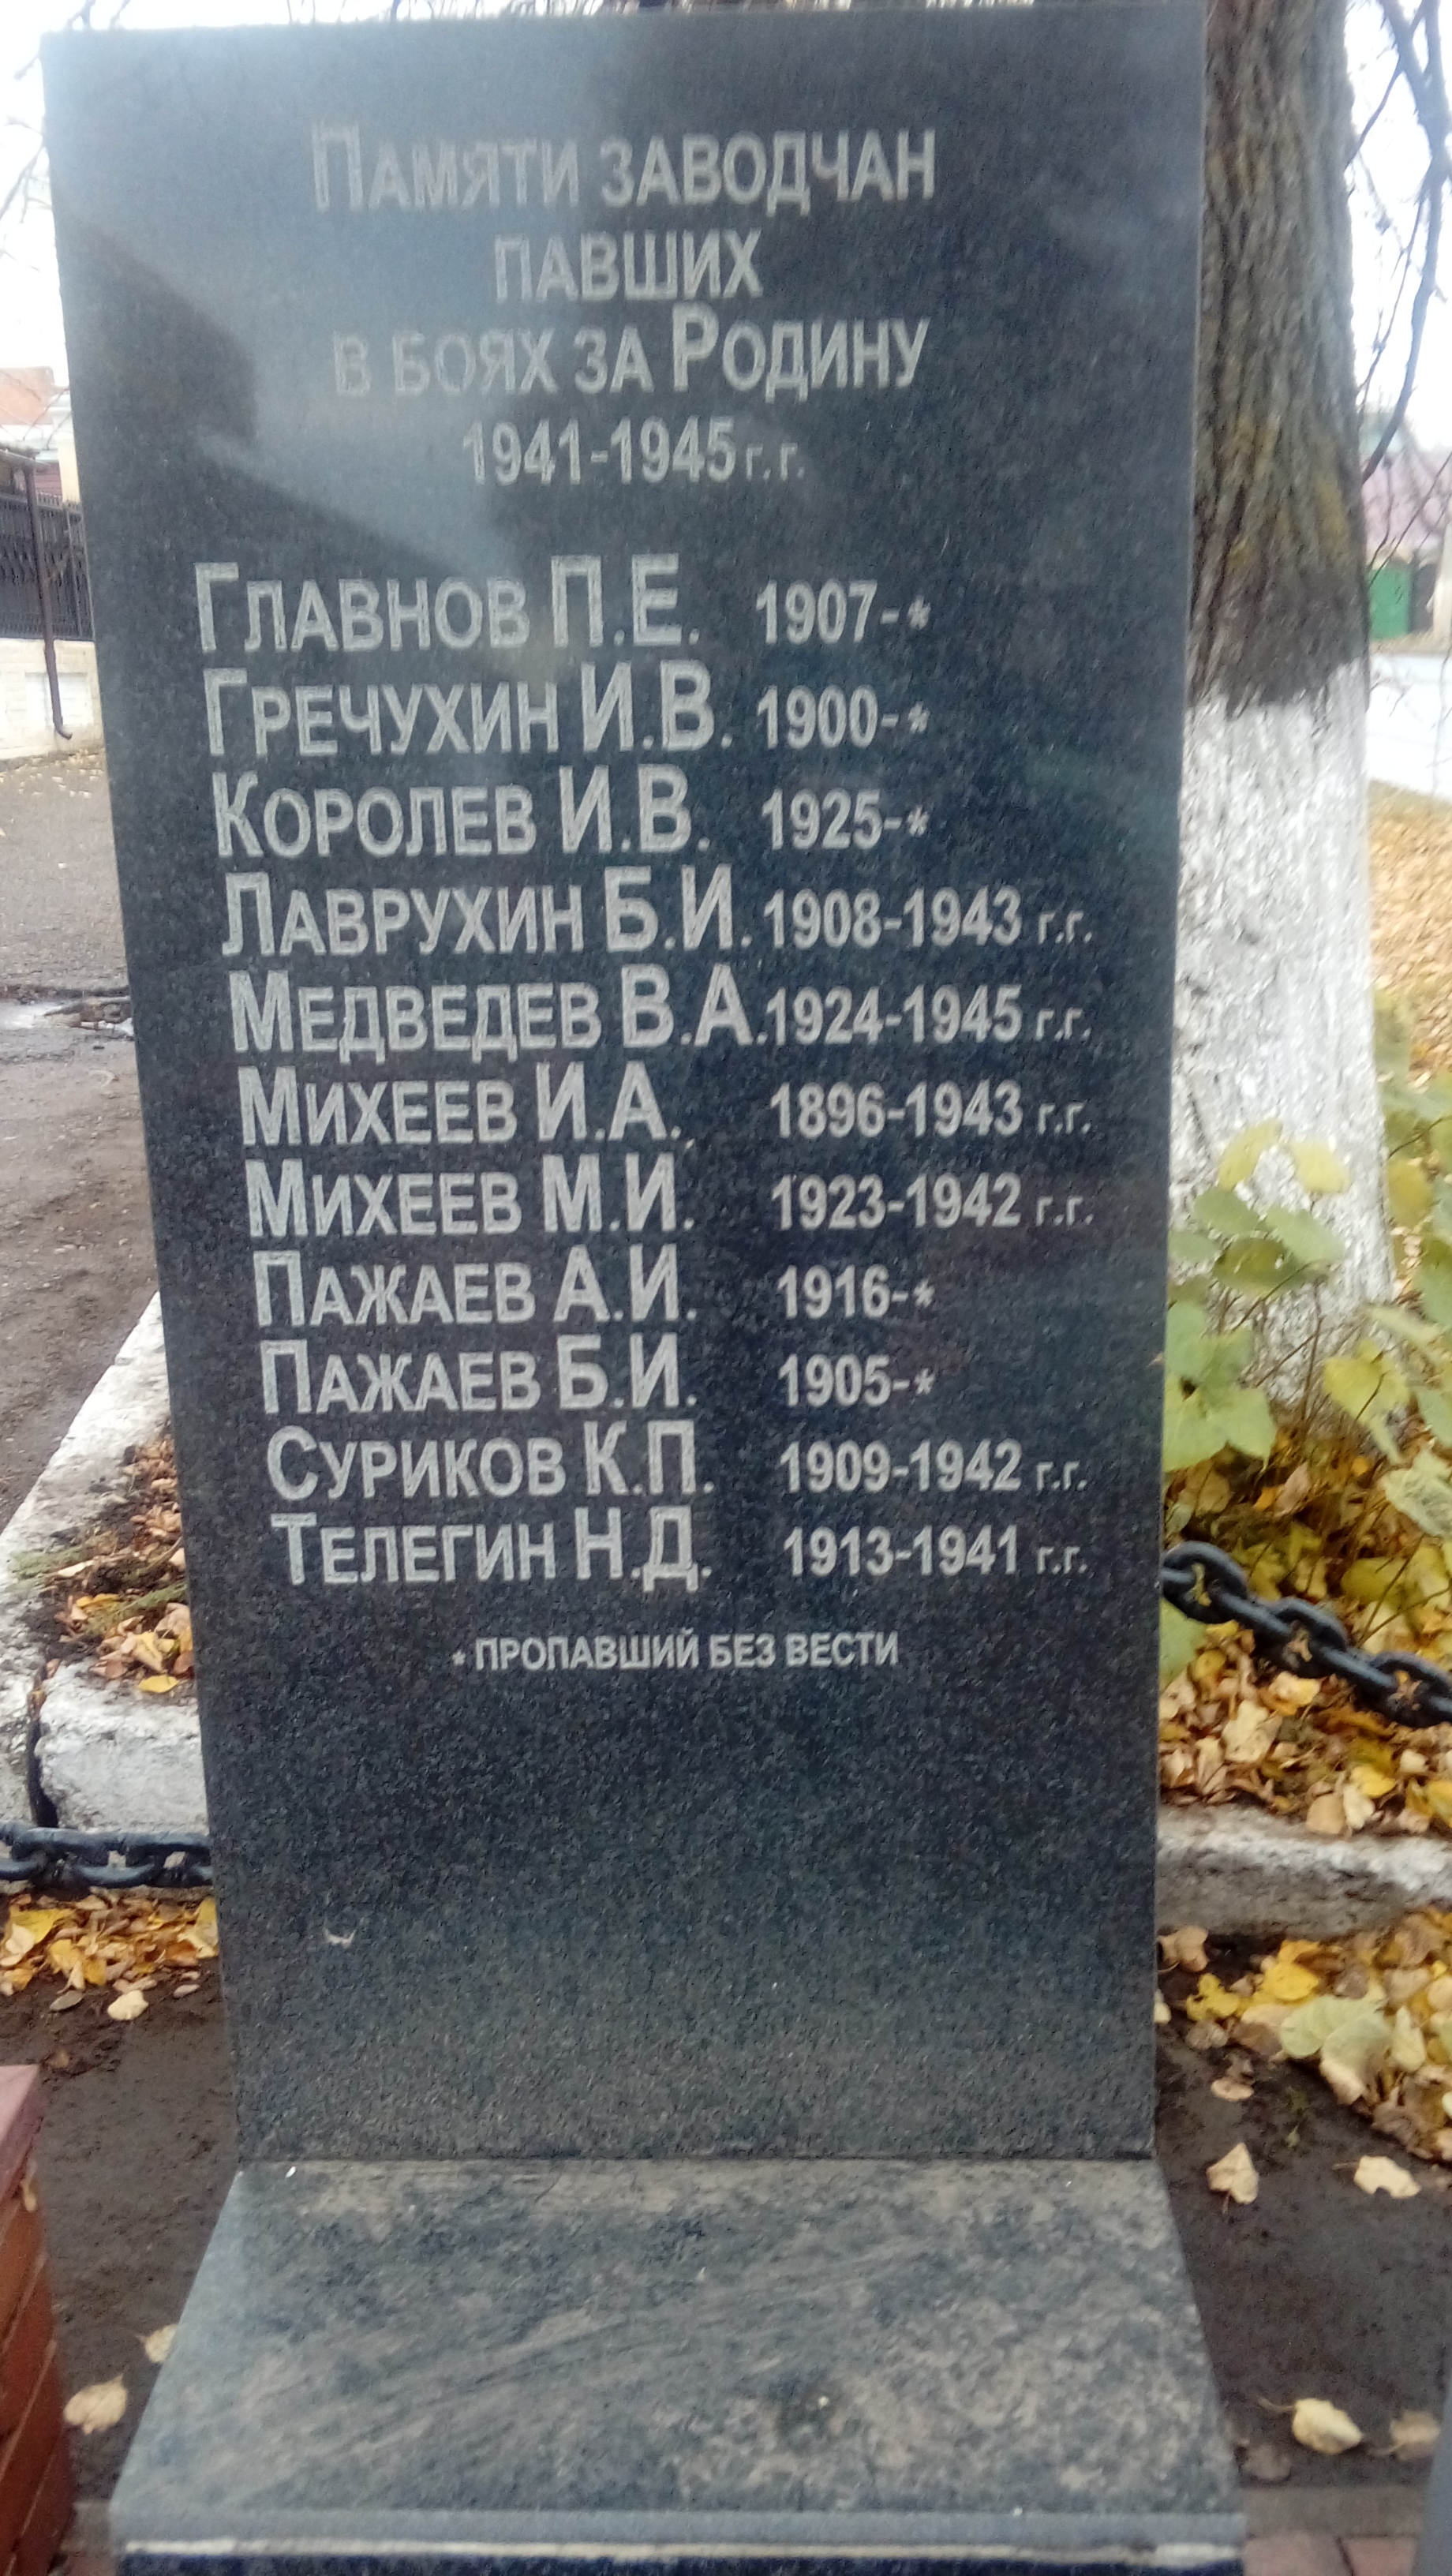 Памяти заводчан
павших
в боях за Родину
1941-1945 г.г.
Главнов П.Е. 1907-*
Гречухин И.В. 1900-*
Королев И.В. 1925-*
Лаврухин Б.И. 1908-1943 г.г.
Медведев В.А. 1924-1945 г.г.
Михеев И.А. 1896-1943 г.г.
Михеев М.И. 1923-1942 г.г.
Пажаев А.И. 1916-*
Пажаев Б.И. 1905-*
Суриков К.П. 1909-1942 г.г.
Телегин Н.Д. 1913-1941 г.г.
* ПРОПАВШИЙ БЕЗ ВЕСТИ